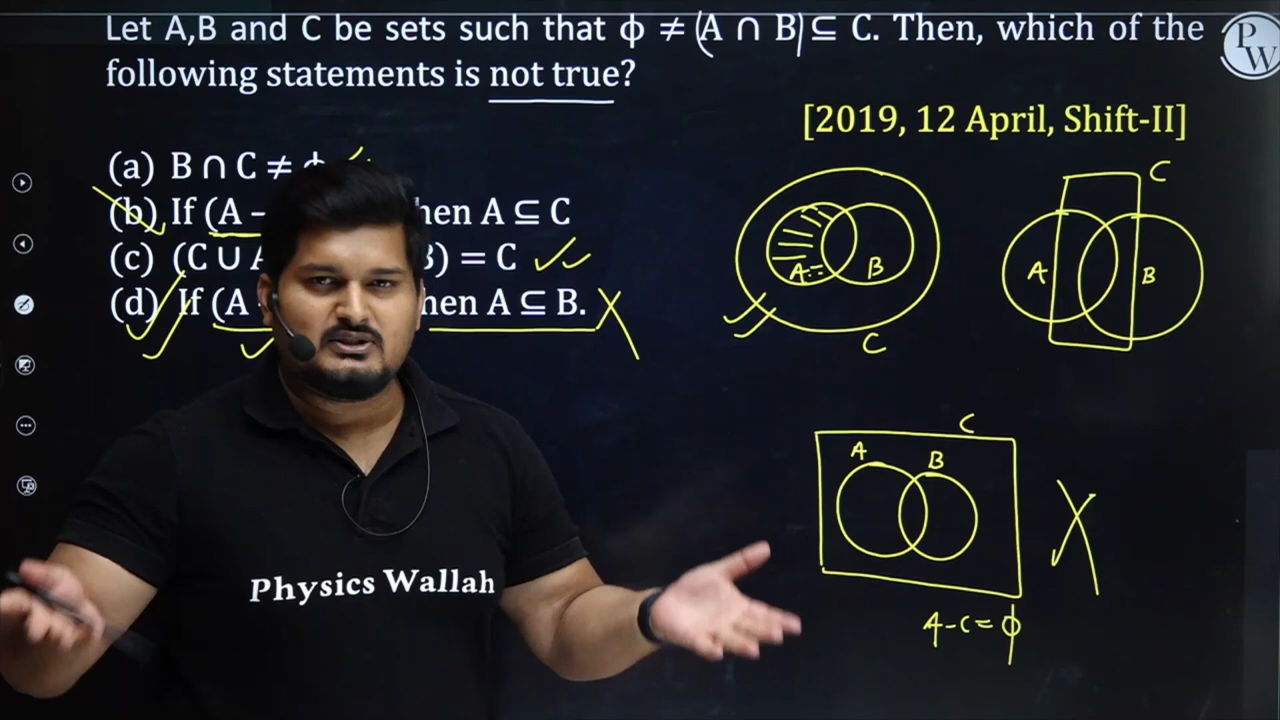 Let A,B and C be sets such that ϕ ≠ (A ∩ B) ⊆ C. Then, which of the
following statements is not true?
PW
[2019, 12 April, Shift-II]
(a) B ∩ C ≠
(b) If (A – hen A ⊆ C
(c) (C ∪ B) = C
(d) If (A hen A ⊆ B.
A B C
C A B
C
A B
A-C=ϕ
Physics Wallah